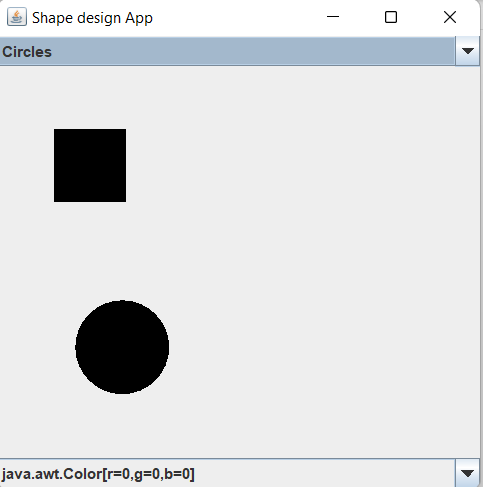 Shape design App
Circles
java.awt.Color[r=0,g=0,b=0]